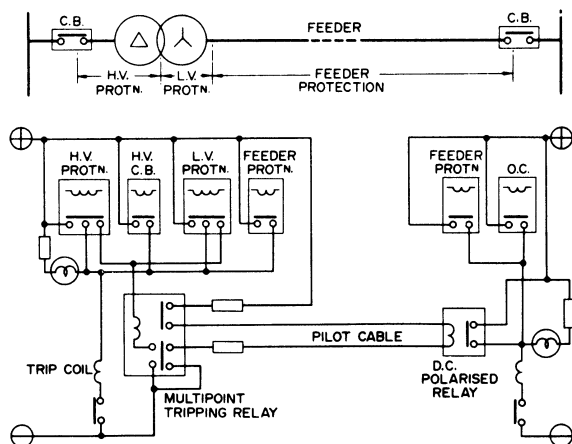 C.B.
C.B.
FEEDER
H.V.
PROTN.
L.V.
PROTN.
FEEDER
PROTECTION
H.V.
PROTN.
H.V.
C.B.
L.V.
PROTN.
FEEDER
PROTN.
FEEDER
PROTN
O.C.
PILOT CABLE
TRIP COIL
MULTIPOINT
TRIPPING RELAY
D.C.
POLARISED
RELAY